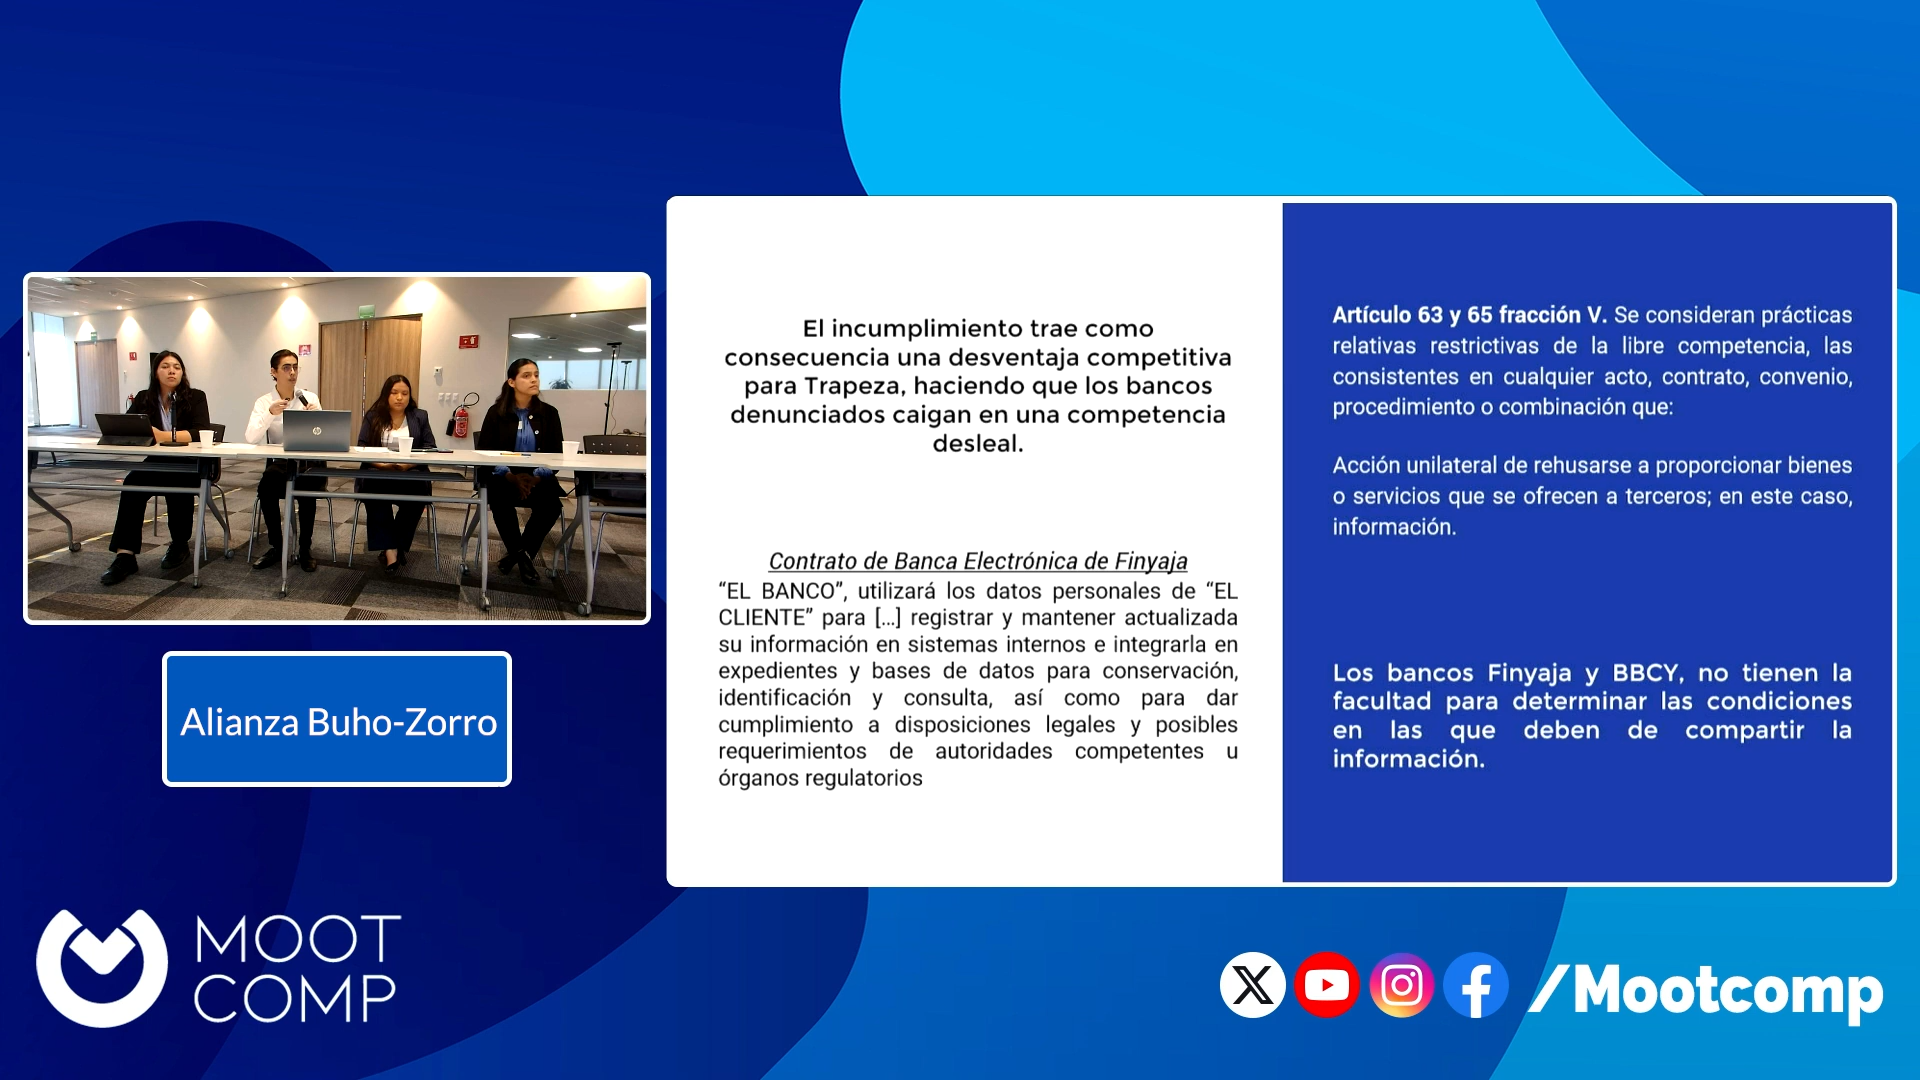 El incumplimiento trae como
consecuencia una desventaja competitiva
para Trapeza, haciendo que los bancos
denunciados caigan en una competencia
desleal.
Contrato de Banca Electrónica de Finyaja
“EL BANCO”, utilizará los datos personales de “EL
CLIENTE” para [...] registrar y mantener actualizada
su información en sistemas internos e integrarla en
expedientes y bases de datos para conservación,
identificación y consulta, así como para dar
cumplimiento a disposiciones legales y posibles
requerimientos de autoridades competentes u
órganos regulatorios
Artículo 63 y 65 fracción V. Se consideran prácticas
relativas restrictivas de la libre competencia, las
consistentes en cualquier acto, contrato, convenio,
procedimiento o combinación que:
Acción unilateral de rehusarse a proporcionar bienes
o servicios que se ofrecen a terceros; en este caso,
información.
Los bancos Finyaja y BBCY, no tienen la
facultad para determinar las condiciones
en las que deben de compartir la
información.
Alianza Buho-Zorro
MOOT
COMP
/Mootcomp